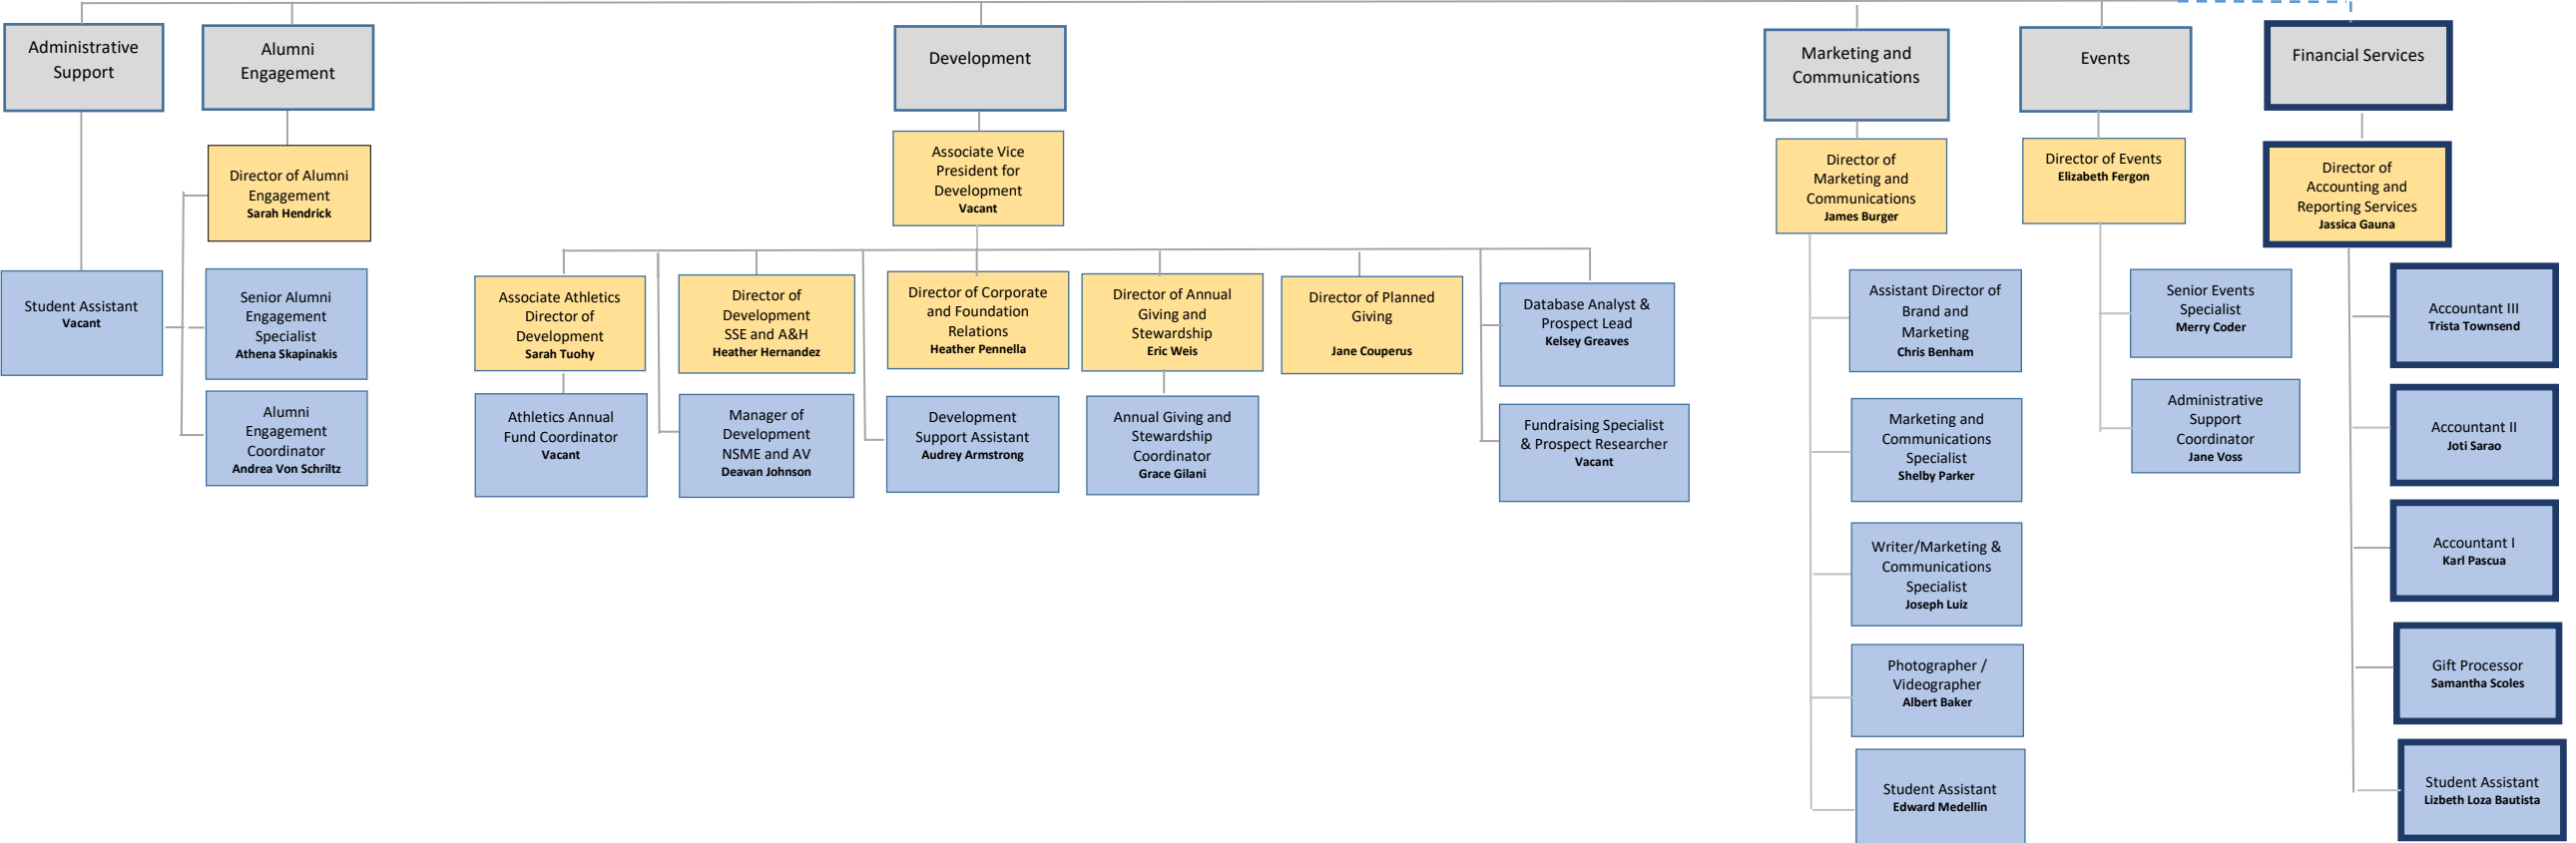 Administrative
Support
Student Assistant
Vacant
Alumni
Engagement
Director of Alumni
Engagement
Sarah Hendrick
Senior Alumni
Engagement
Specialist
Athena Skapinakis
Alumni
Engagement
Coordinator
Andrea Von Schriltz
Development
Associate Vice
President for
Development
Vacant
Associate Athletics
Director of
Development
Sarah Tuohy
Athletics Annual
Fund Coordinator
Vacant
Director of
Development
SSE and A&H
Heather Hernandez
Manager of
Development
NSME and AV
Deavan Johnson
Director of Corporate
and Foundation
Relations
Heather Pennella
Development
Support Assistant
Audrey Armstrong
Director of Annual
Giving and
Stewardship
Eric Weis
Annual Giving and
Stewardship
Coordinator
Grace Gilani
Director of Planned
Giving
Jane Couperus
Database Analyst &
Prospect Lead
Kelsey Greaves
Fundraising Specialist
& Prospect Researcher
Vacant
Marketing and
Communications
Director of
Marketing and
Communications
James Burger
Assistant Director of
Brand and
Marketing
Chris Benham
Marketing and
Communications
Specialist
Shelby Parker
Writer/Marketing &
Communications
Specialist
Joseph Luiz
Photographer /
Videographer
Albert Baker
Student Assistant
Edward Medellin
Events
Director of Events
Elizabeth Fergon
Senior Events
Specialist
Merry Coder
Administrative
Support
Coordinator
Jane Voss
Financial Services
Director of
Accounting and
Reporting Services
Jassica Gauna
Accountant III
Trista Townsend
Accountant II
Joti Sarao
Accountant I
Karl Pascua
Gift Processor
Samantha Scoles
Student Assistant
Lizbeth Loza Bautista